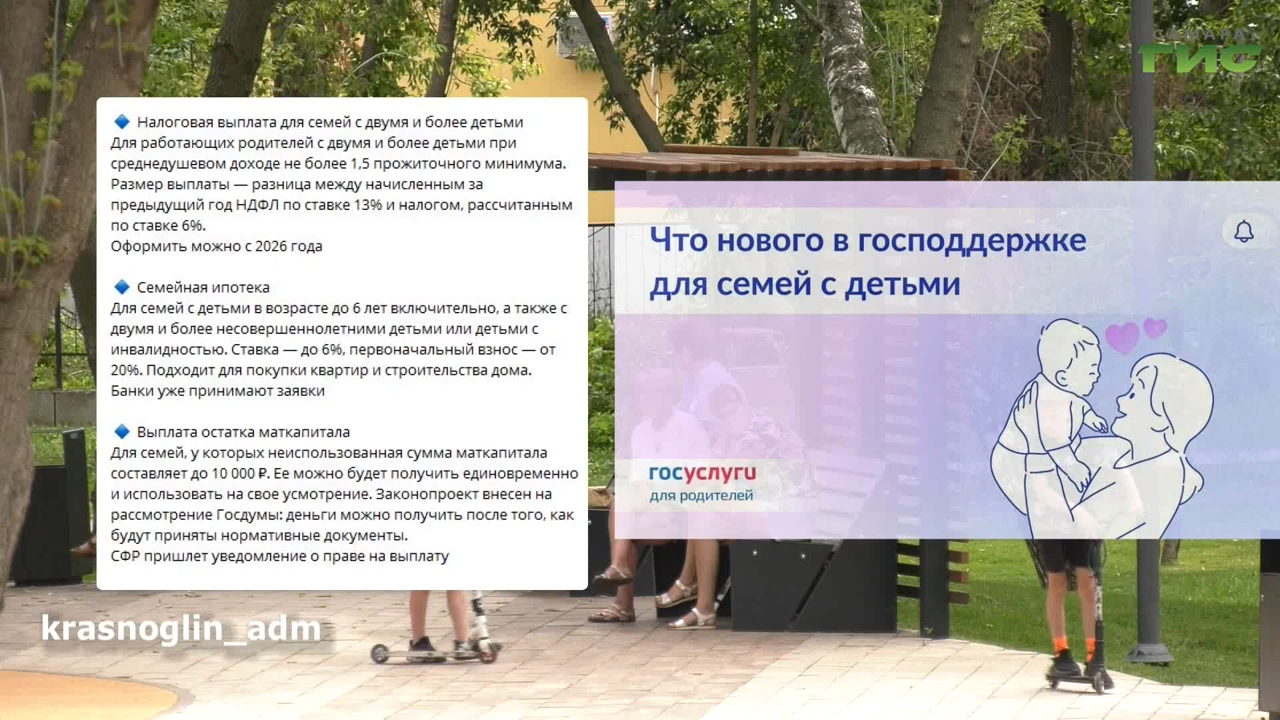 САМАРА
ГИС
🔷 Налоговая выплата для семей с двумя и более детьми
Для работающих родителей с двумя и более детьми при
среднедушевом доходе не более 1,5 прожиточного минимума.
Размер выплаты — разница между начисленным за
предыдущий год НДФЛ по ставке 13% и налогом, рассчитанным
по ставке 6%.
Оформить можно с 2026 года
🔷 Семейная ипотека
Для семей с детьми в возрасте до 6 лет включительно, а также с
двумя и более несовершеннолетними детьми или детьми с
инвалидностью. Ставка — до 6%, первоначальный взнос — от
20%. Подходит для покупки квартир и строительства дома.
Банки уже принимают заявки
🔷 Выплата остатка маткапитала
Для семей, у которых неиспользованная сумма маткапитала
составляет до 10 000 ₽. Ее можно будет получить единовременно
и использовать на свое усмотрение. Законопроект внесен на
рассмотрение Госдумы: деньги можно получить после того, как
будут приняты нормативные документы.
СФР пришлет уведомление о праве на выплату
Что нового в господдержке
для семей с детьми
госуслуги
для родителей
krasnoglin_adm